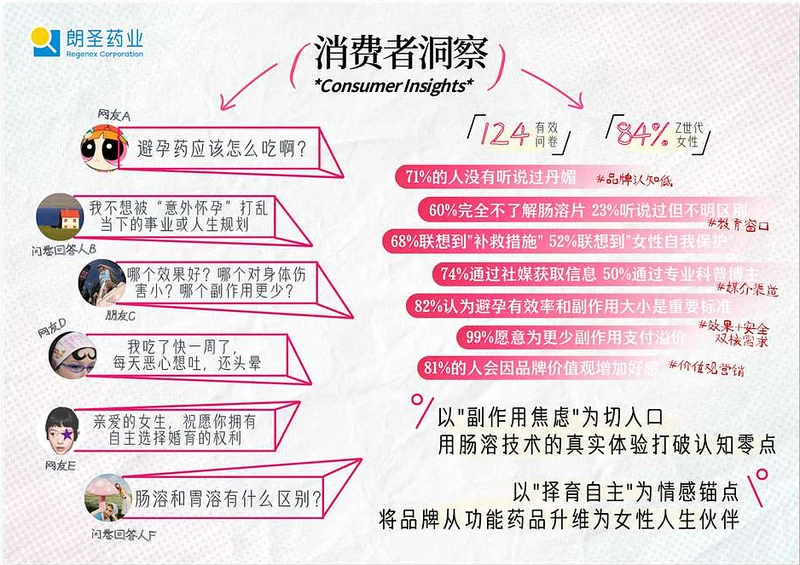 朗圣药业
Regenex Corporation
消费者洞察
*Consumer Insights*
网友A
避孕药应该怎么吃啊?
我不想被“意外怀孕”打乱
当下的事业或人生规划
问卷回答人B
哪个效果好?哪个对身体伤
害小?哪个副作用更少?
朋友C
网友D
我吃了快一周了,
每天恶心想吐,还头晕
亲爱的女生,祝愿你拥有
自主选择婚育的权利
网友E
肠溶和胃溶有什么区别?
问卷回答人F
「124 有效
问卷」
「84% Z世代
女性」
71%的人没有听说过丹媚 #品牌认知低
60%完全不了解肠溶片 23%听说过但不明区别
#教育窗口
68%联想到"补救措施" 52%联想到"女性自我保护"
74%通过社媒获取信息 50%通过专业科普博主
#媒介渠道
82%认为避孕有效率和副作用大小是重要标准
#效果+安全
双核需求
99%愿意为更少副作用支付溢价
81%的人会因品牌价值观增加好感 #价值观营销
以"副作用焦虑"为切入口
用肠溶技术的真实体验打破认知零点
以"择育自主"为情感锚点
将品牌从功能药品升维为女性人生伙伴